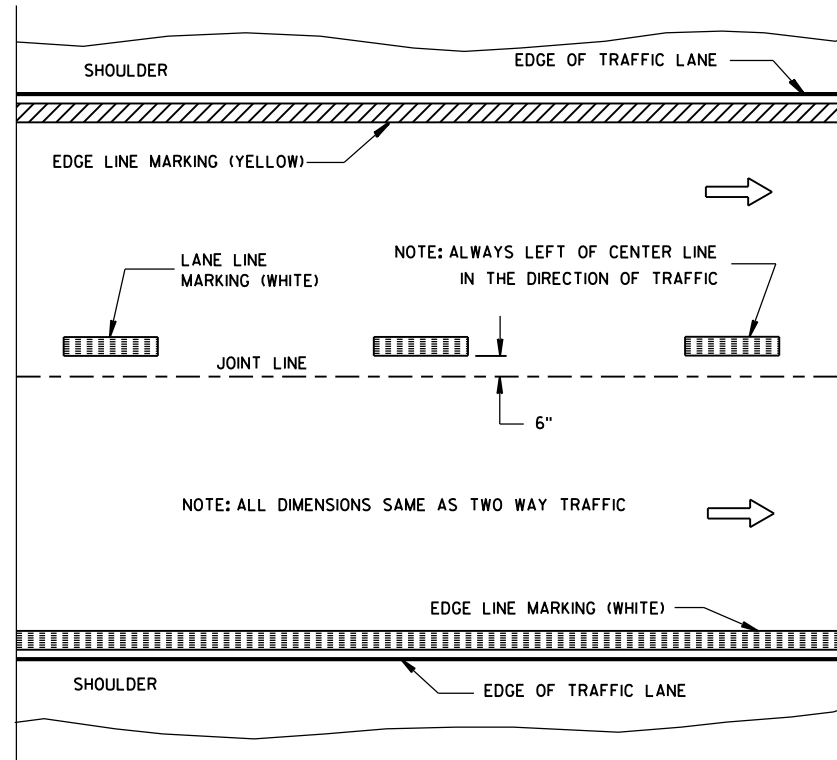 SHOULDER
EDGE OF TRAFFIC LANE
EDGE LINE MARKING (YELLOW)
LANE LINE
MARKING (WHITE)
NOTE: ALWAYS LEFT OF CENTER LINE
IN THE DIRECTION OF TRAFFIC
JOINT LINE
6"
NOTE: ALL DIMENSIONS SAME AS TWO WAY TRAFFIC
EDGE LINE MARKING (WHITE)
SHOULDER
EDGE OF TRAFFIC LANE